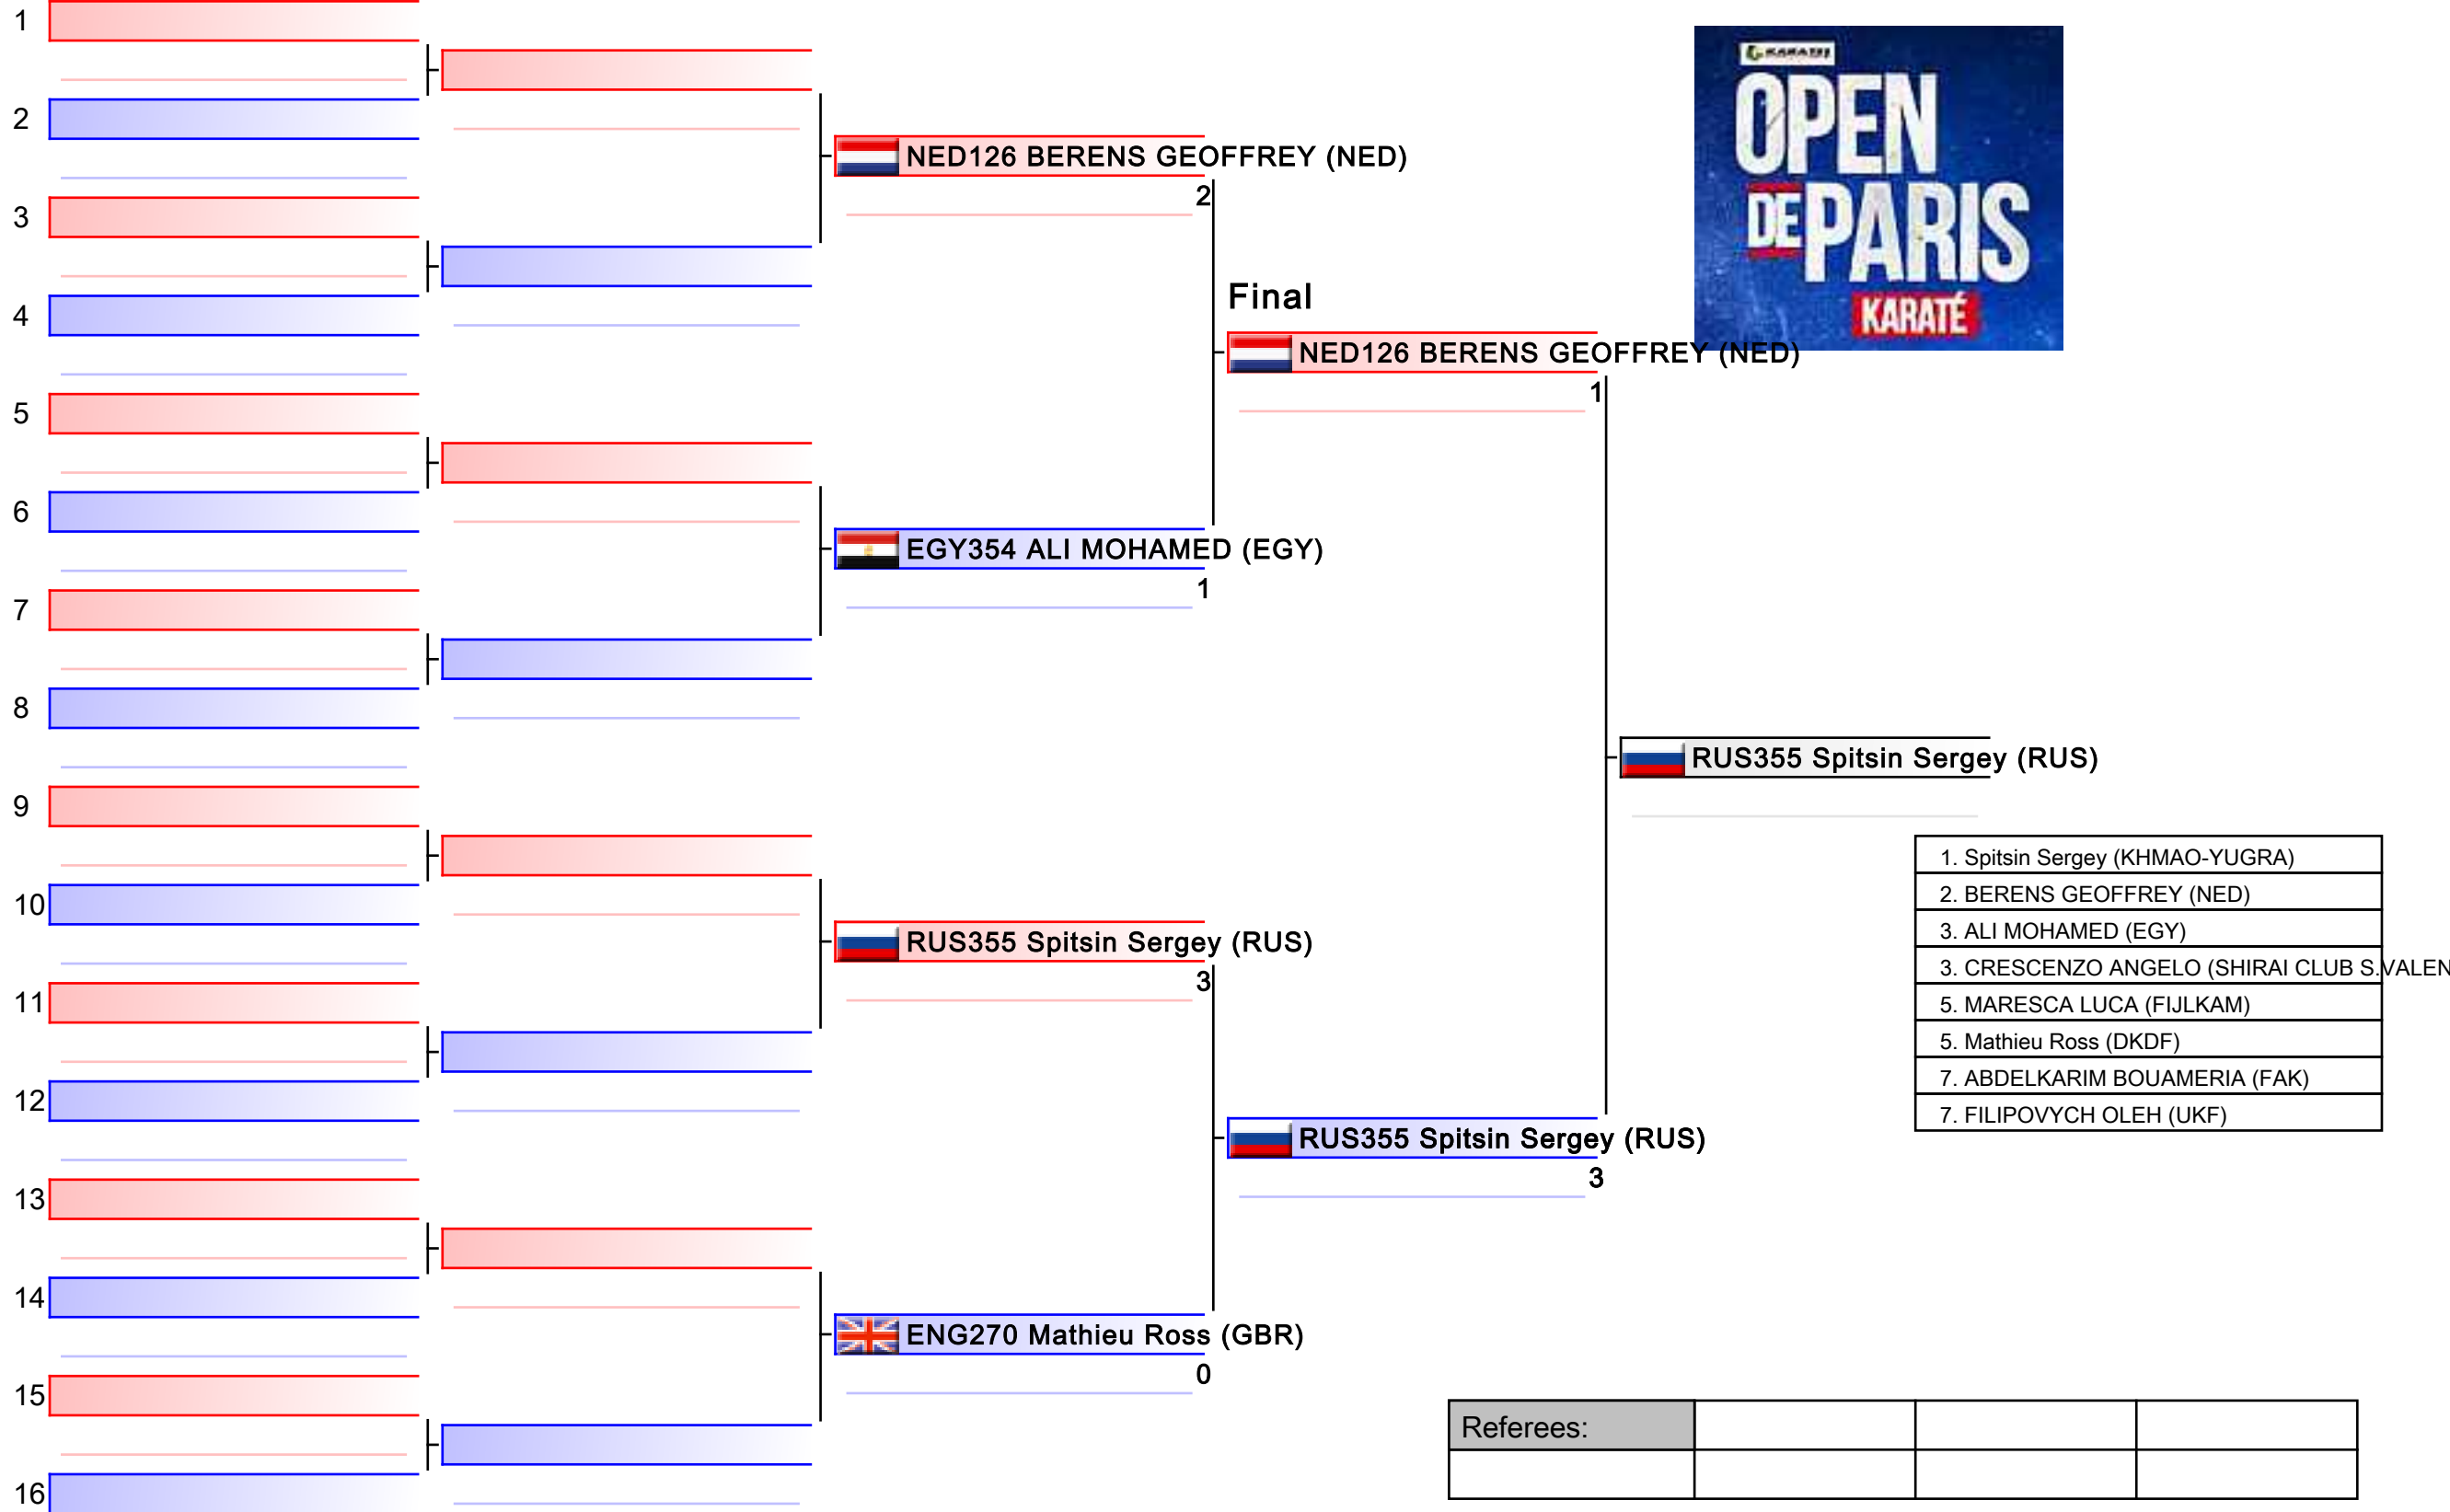 1
2
3
4
5
6
7
8
9
10
11
12
13
14
15
16
NED126 BERENS GEOFFREY (NED)
2
EGY354 ALI MOHAMED (EGY)
1
RUS355 Spitsin Sergey (RUS)
3
ENG270 Mathieu Ross (GBR)
0
Final
NED126 BERENS GEOFFREY (NED)
1
RUS355 Spitsin Sergey (RUS)
3
RUS355 Spitsin Sergey (RUS)
OPEN
DE PARIS
KARATÉ
1. Spitsin Sergey (KHMAO-YUGRA)
2. BERENS GEOFFREY (NED)
3. ALI MOHAMED (EGY)
3. CRESCENZO ANGELO (SHIRAI CLUB S.VALEN
5. MARESCA LUCA (FIJLKAM)
5. Mathieu Ross (DKDF)
7. ABDELKARIM BOUAMERIA (FAK)
7. FILIPOVYCH OLEH (UKF)
Referees: